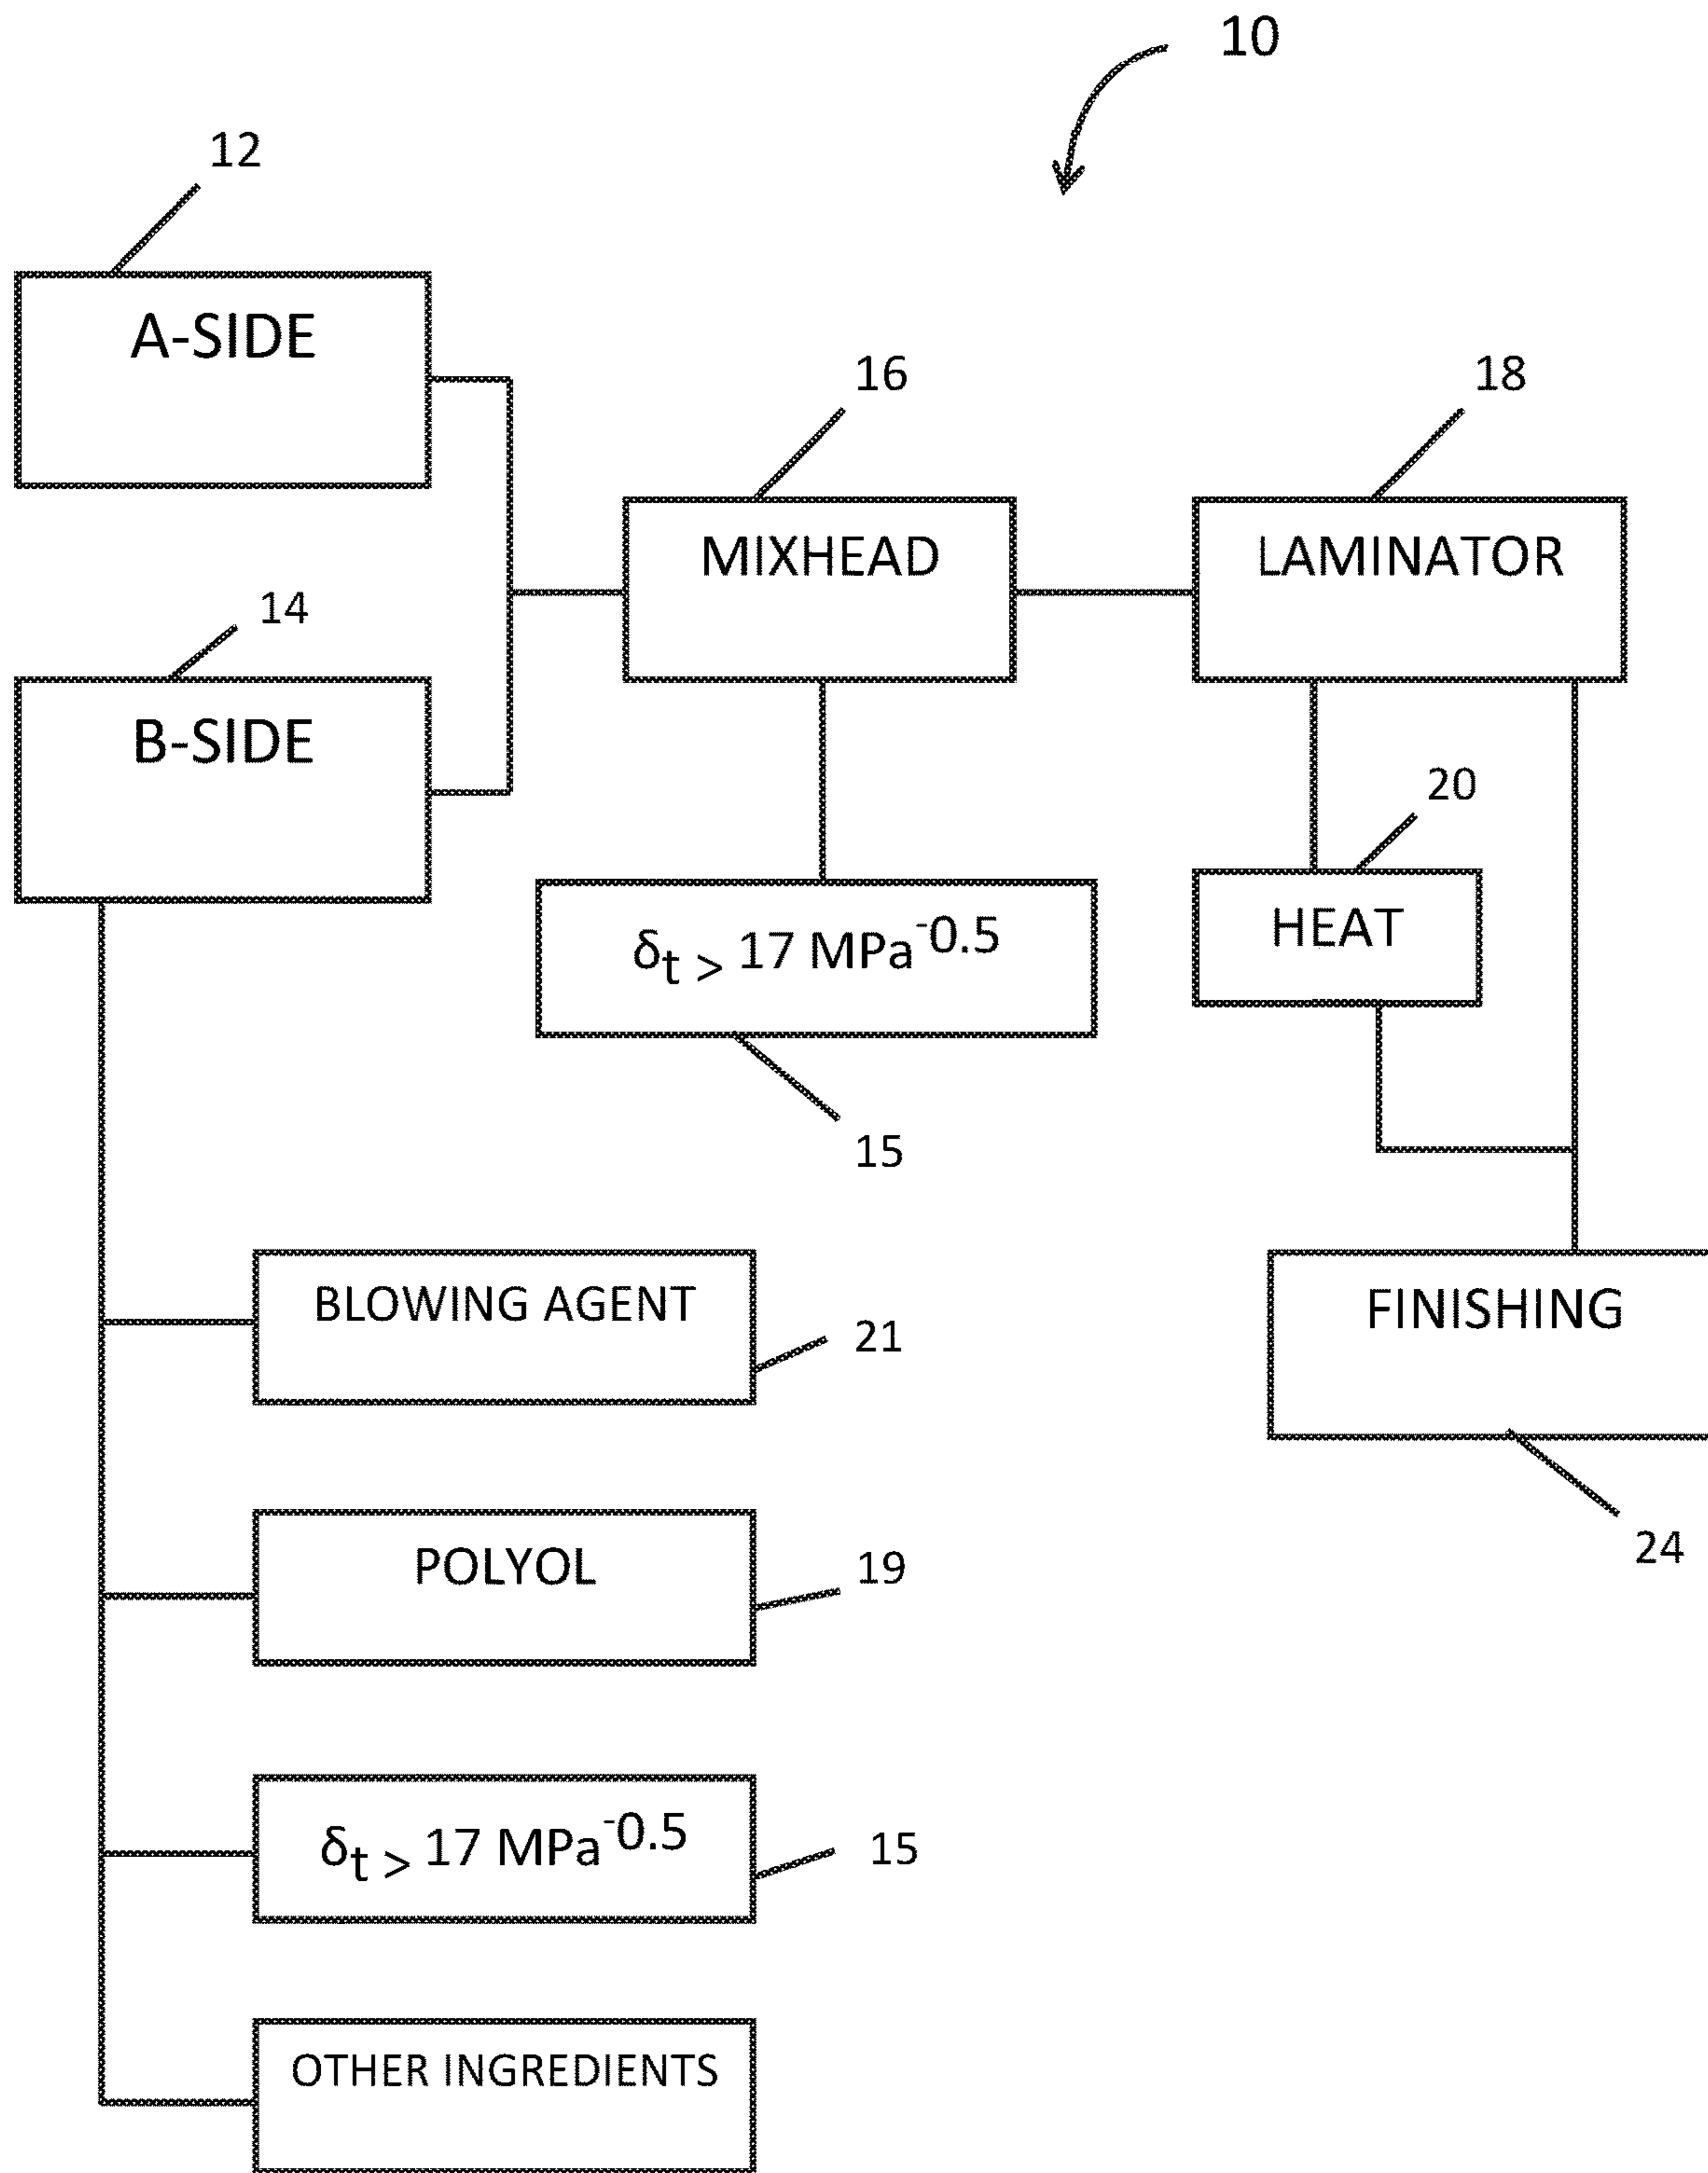 10
12
A-SIDE
16
18
MIXHEAD
LAMINATOR
14
B-SIDE
20
HEAT
δt > 17 MPa-0.5
15
BLOWING AGENT
21
FINISHING
24
POLYOL
19
δt > 17 MPa-0.5
15
OTHER INGREDIENTS